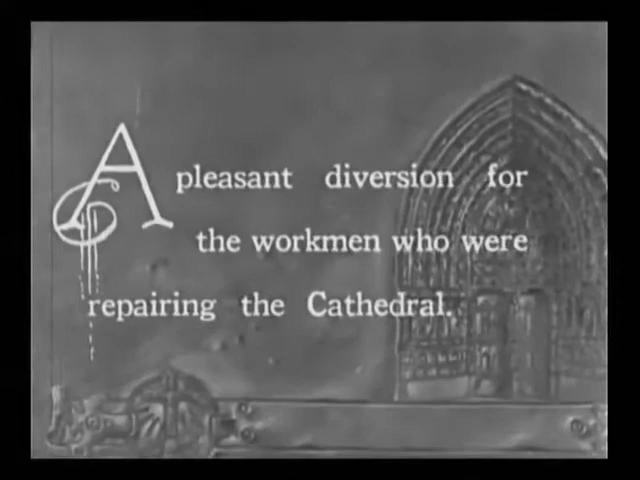 A pleasant diversion for
the workmen who were
repairing the Cathedral.